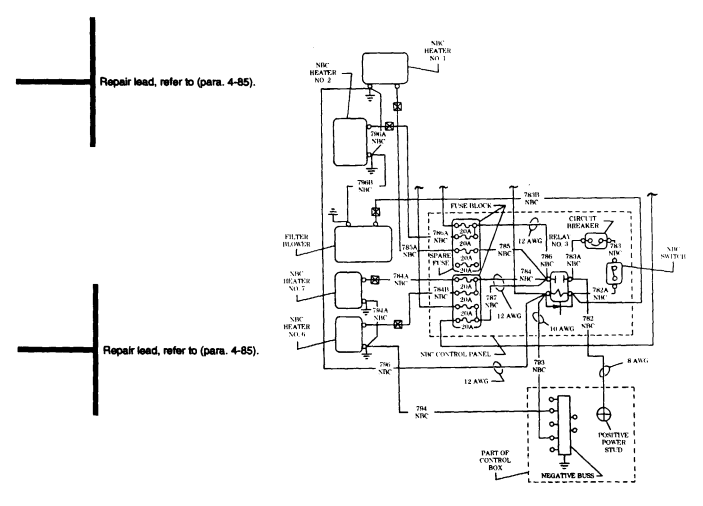 Repair lead, refer to (para. 4-85).
NBC
HEATER
NO 1
NBC
HEATER
NO 2
796A
NBC
796B
NBC
783B
NBC
FUSE BLOCK
CIRCUIT
BREAKER
FILTER
BLOWER
786A
NBC
785A
NBC
20A
20A
20A
SPARE
FUSE
20A
12 AWG
RELAY
NO. 3
783
NBC
NBC
SWITCH
785
NBC
786
NBC
783A
NBC
784
NBC
782A
NBC
NBC
HEATER
NO. 7
784A
NBC
784B
NBC
794A
NBC
20A
20A
20A
20A
787
NBC
12 AWG
782
NBC
10 AWG
NBC
HEATER
NO. 6
Repair lead, refer to (para. 4-85).
NBC CONTROL PANEL
796
NBC
12 AWG
793
NBC
8 AWG
794
NBC
POSITIVE
POWER
STUD
PART OF
CONTROL
BOX
NEGATIVE BUSS